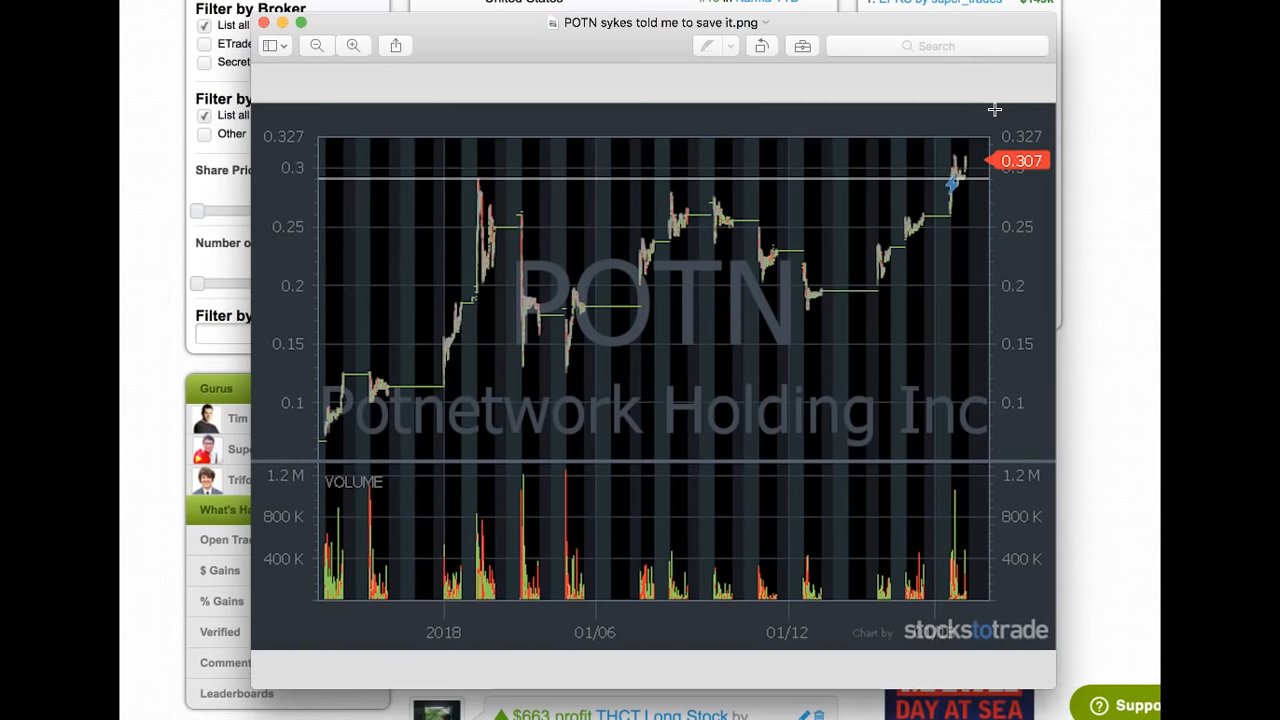 Filter by Broker
United States
POTN sykes told me to save it.png
List all
ETrade
Secret
Search
Filter by
List all
Other
Share Pric
Number o
Filter by
0.327
0.3
0.25
0.2
0.15
0.1
0.327
0.307
0.25
0.2
0.15
0.1
POTN
Potnetwork Holding Inc
VOLUME
1.2 M
800 K
400 K
1.2 M
800 K
400 K
2018
01/06
01/12
Chart by stockstotrade
Gurus
Tim
Supe
Trifo
What's Ha
Open Tra
$ Gains
% Gains
Verified
Comment
Leaderboards
$663 profit THCT Long Stock by
DAY AT SEA
Suppo